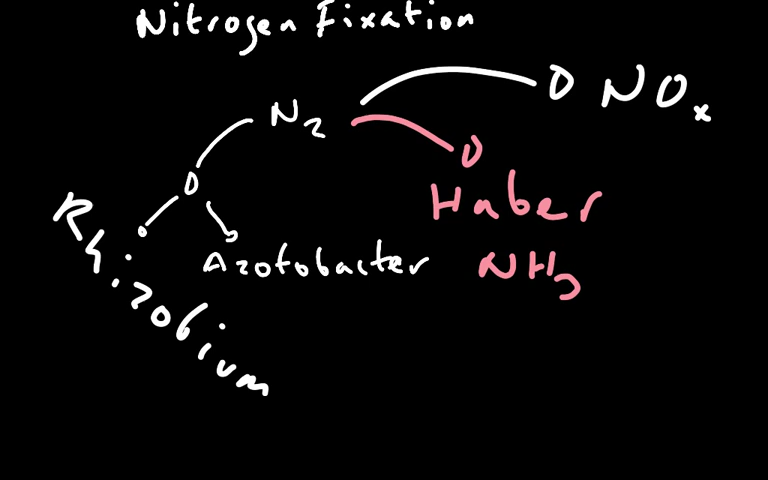 Nitrogen Fixation
N2
NOx
Haber
NH3
Azotobacter
Rhizobium